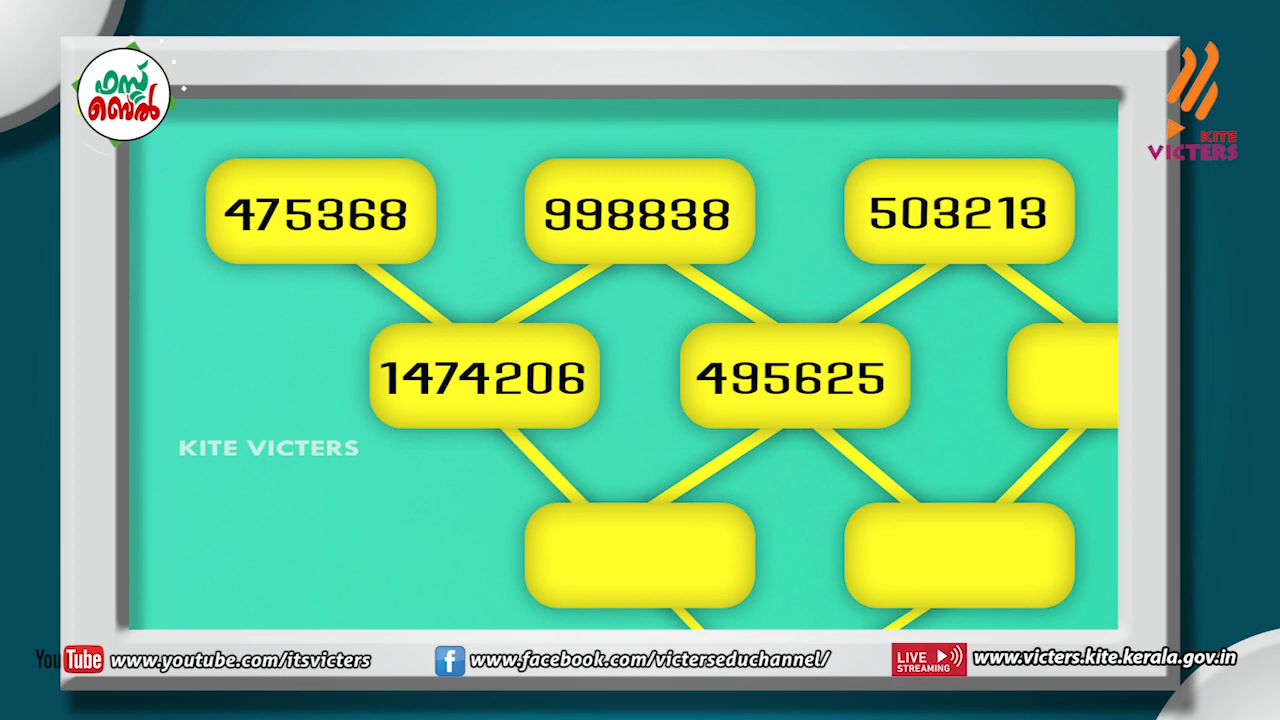 ഫസ്റ്റ്
ബെൽ
KITE
VICTERS
475368
998838
503213
1474206
495625
KITE VICTERS
YouTube www.youtube.com/itsvicters
f www.facebook.com/victerseduchannel/
LIVE
STREAMING
www.victers.kite.kerala.gov.in